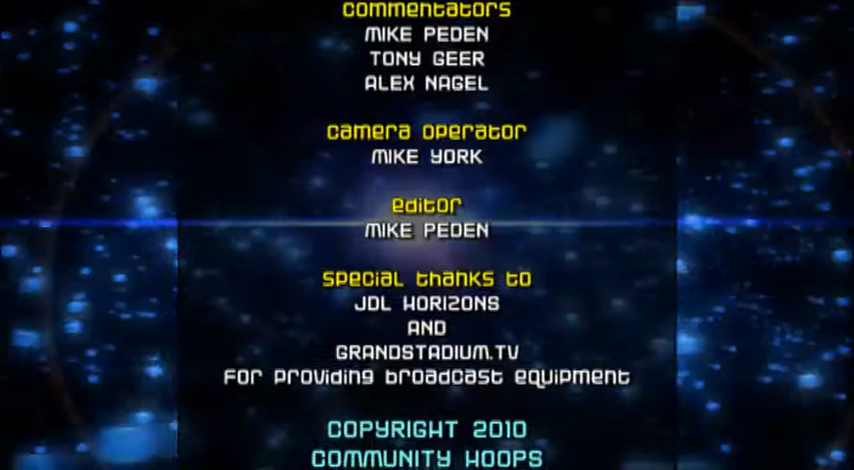 commentators
MIKE PEDEN
TONY GEER
ALEX NAGEL
camera operator
MIKE YORK
editor
MIKE PEDEN
special thanks to
JDL HORIZONS
AND
GRANDSTADIUM.TV
for providing broadcast equipment
COPYRIGHT 2010
COMMUNITY HOOPS